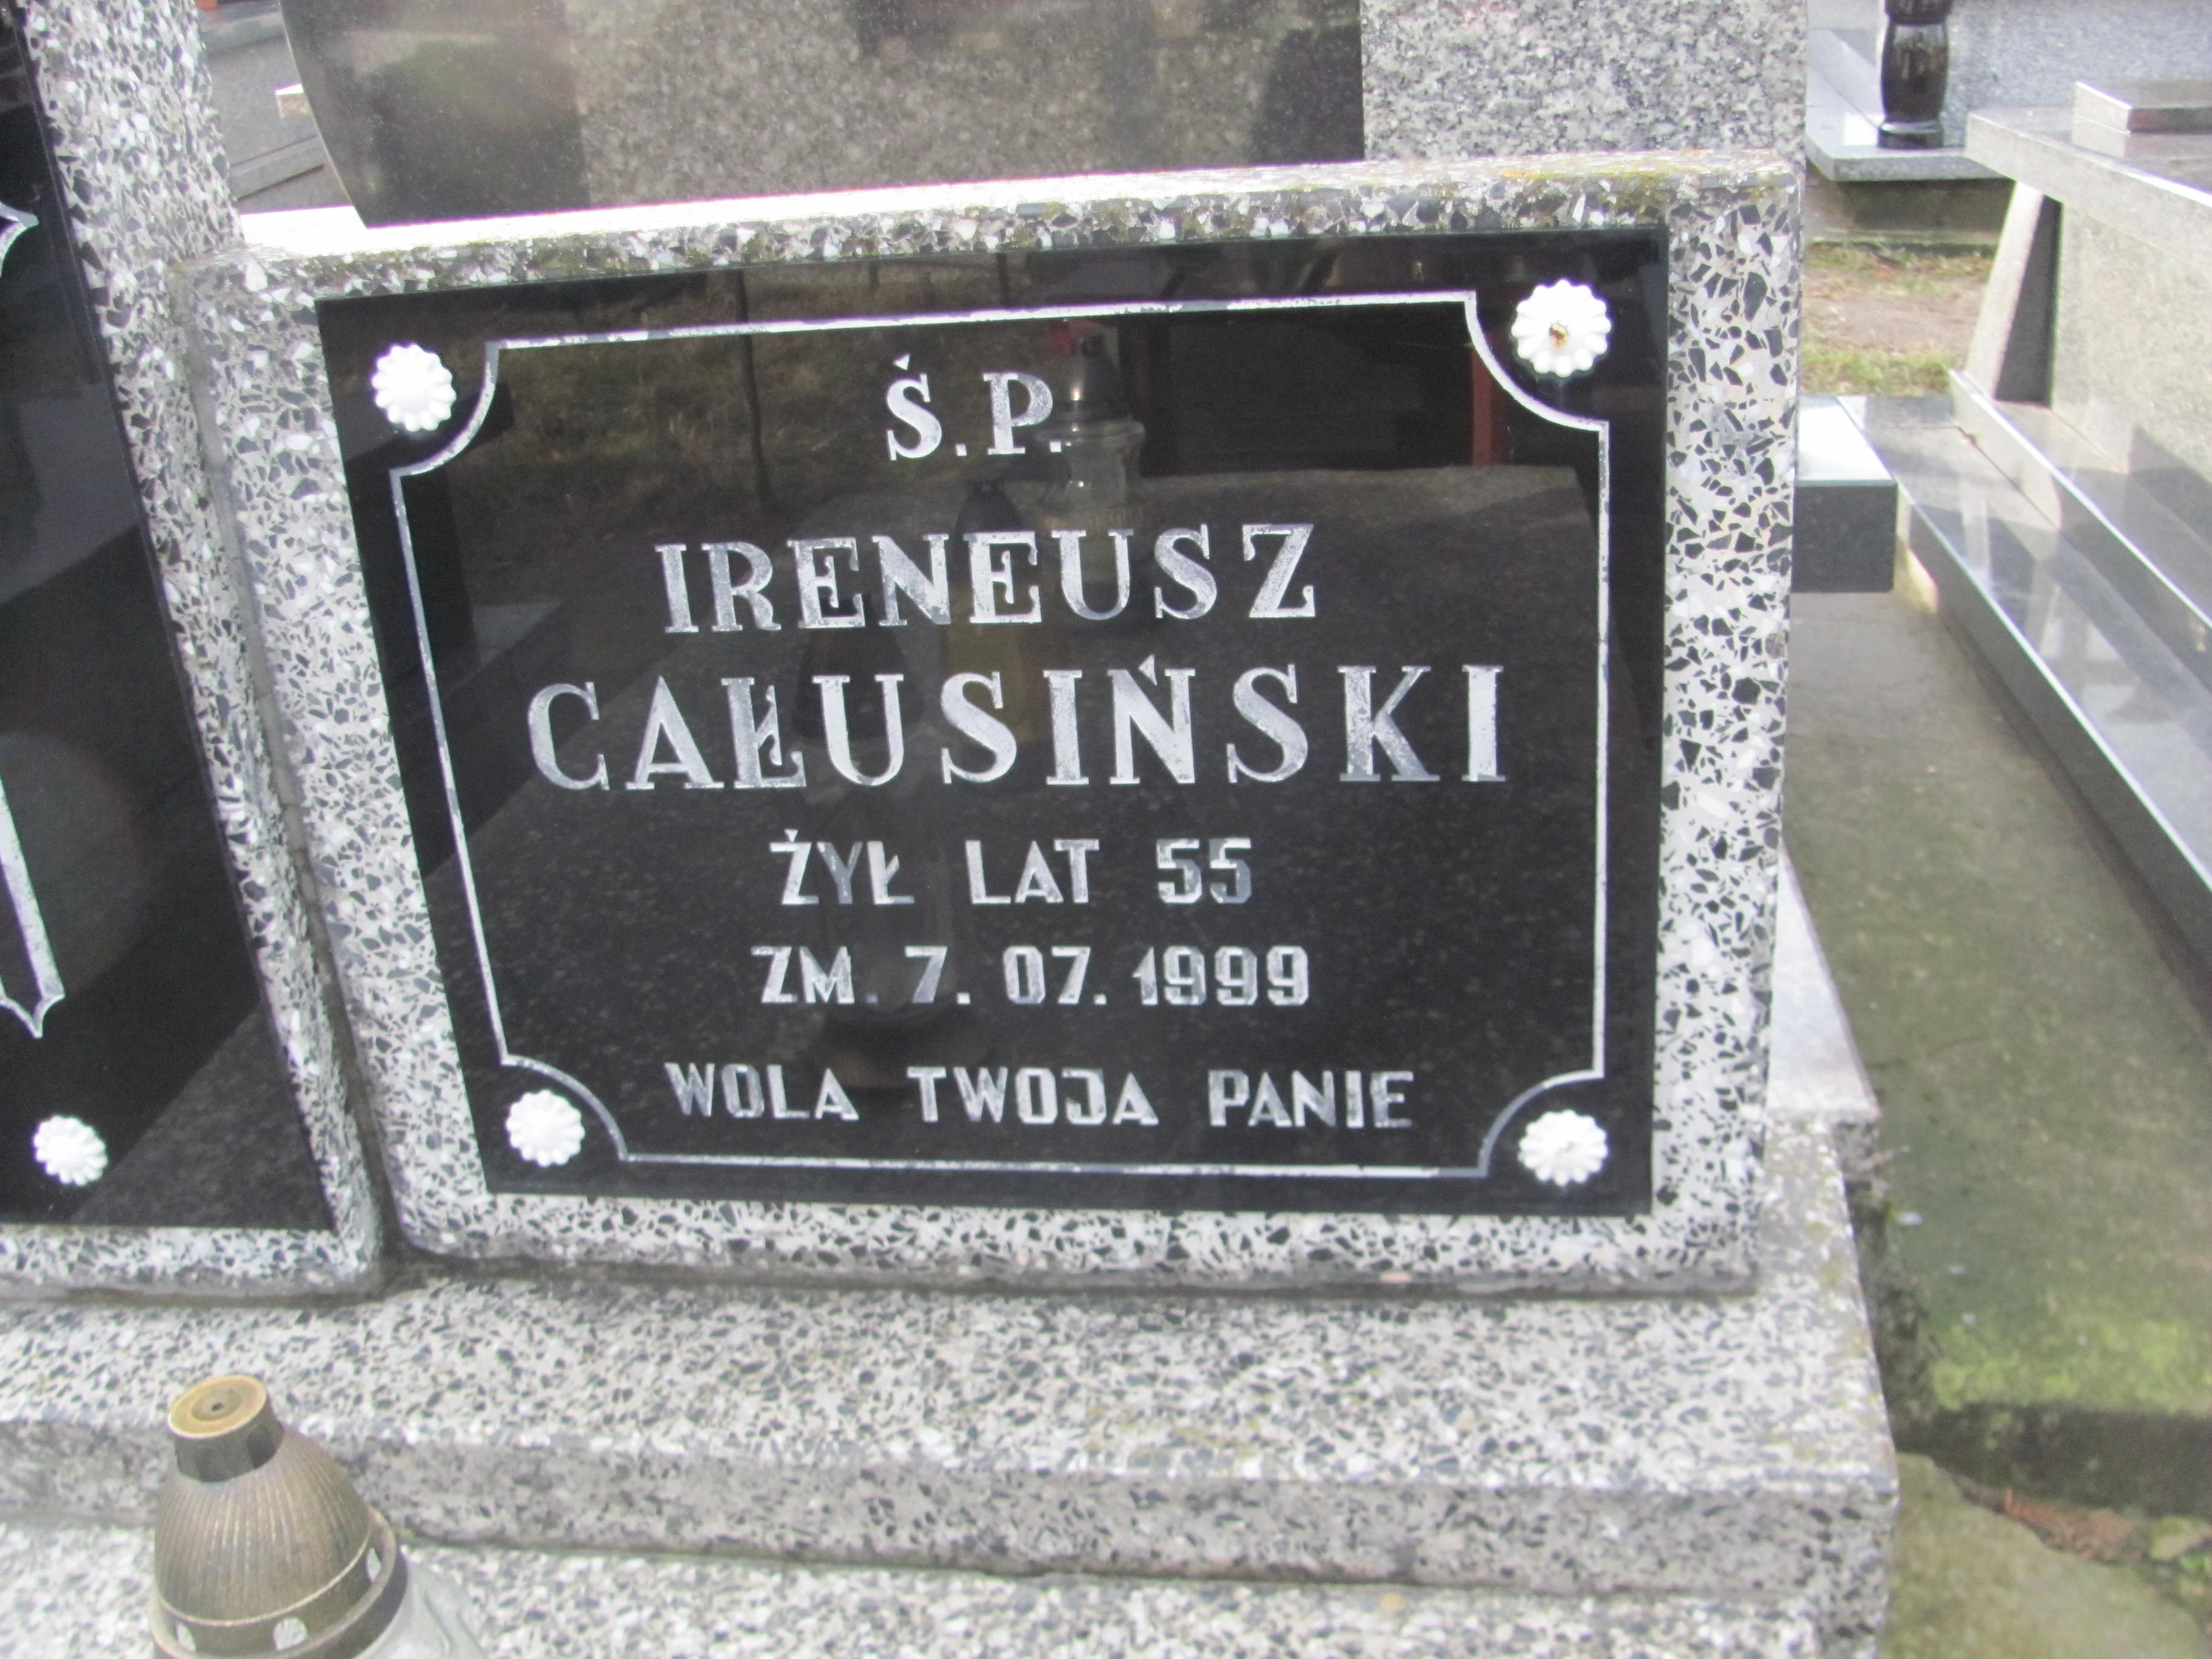 Ś.P.
IRENEUSZ
CAŁUSIŃSKI
ŻYŁ LAT 55
ZM. 7. 07. 1999
WOLA TWOJA PANIE